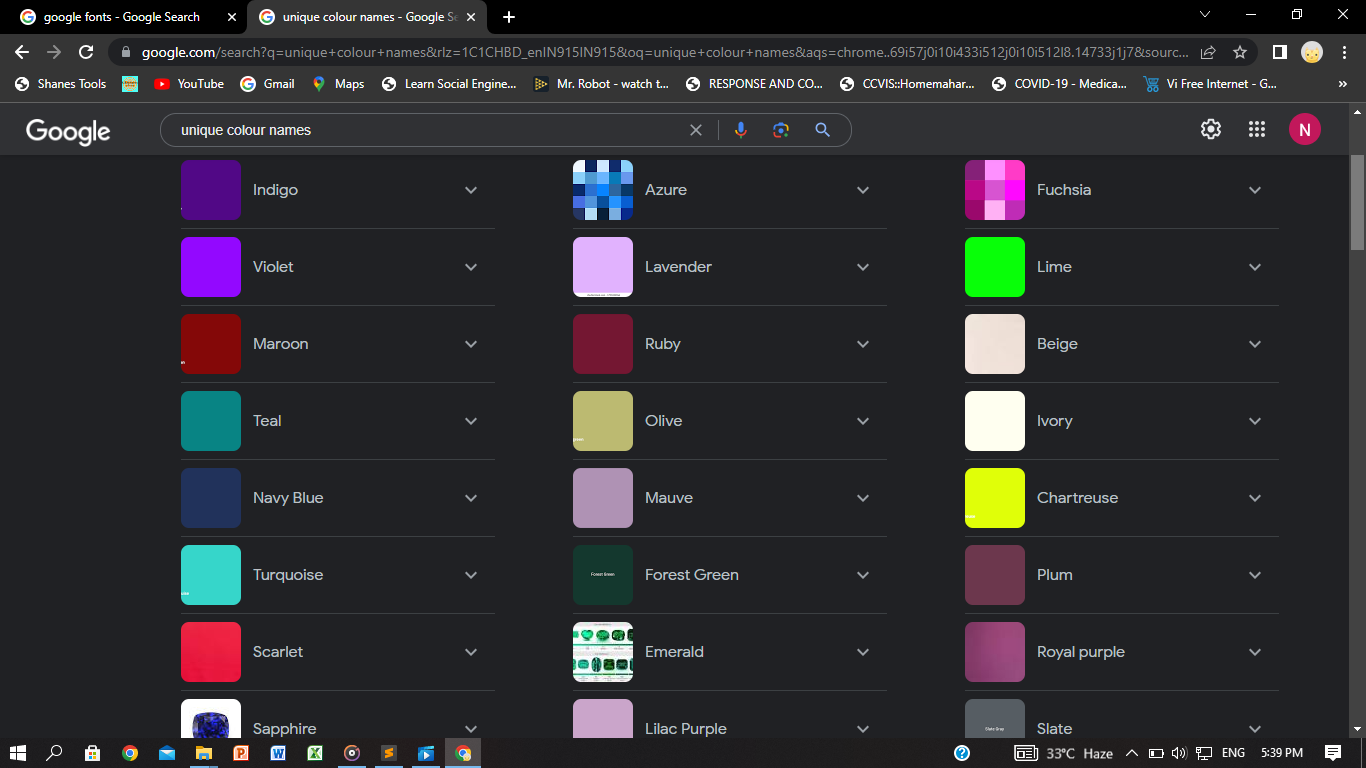 google fonts - Google Search
unique colour names - Google Se
google.com/search?q=unique+colour+names&rlz=1C1CHBD_enIN915IN915&oq=unique+colour+names&aqs=chrome..69i57j0i10i433i512j0i10i512l8.14733j1j7&sourc...
Shanes Tools YouTube Gmail Maps Learn Social Engine... Mr. Robot - watch t... RESPONSE AND CO... CCVIS::Homemahar... COVID-19 - Medica... Vi Free Internet - G... »
Google unique colour names N
Indigo Azure Fuchsia
Violet Lavender Lime
Maroon Ruby Beige
Teal Olive Ivory
Navy Blue Mauve Chartreuse
Turquoise Forest Green Forest Green Plum
Scarlet Emerald Royal purple
Sapphire Lilac Purple Slate Gray Slate
33°C Haze ENG 5:39 PM